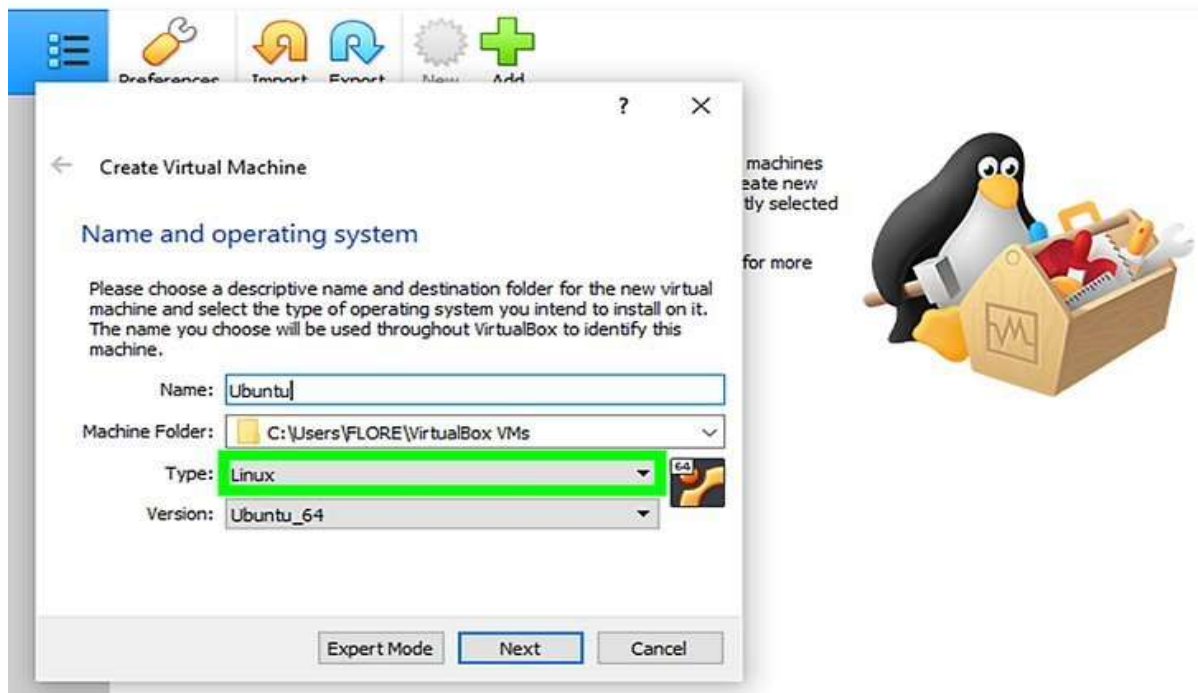 Preferences Import Export New Add
?
Create Virtual Machine
machines
eate new
tly selected
Name and operating system
for more
Please choose a descriptive name and destination folder for the new virtual
machine and select the type of operating system you intend to install on it.
The name you choose will be used throughout VirtualBox to identify this
machine.
Name: Ubuntu
Machine Folder: C:\Users\FLORE\VirtualBox VMs
Type: Linux
64
Version: Ubuntu_64
Expert Mode Next Cancel